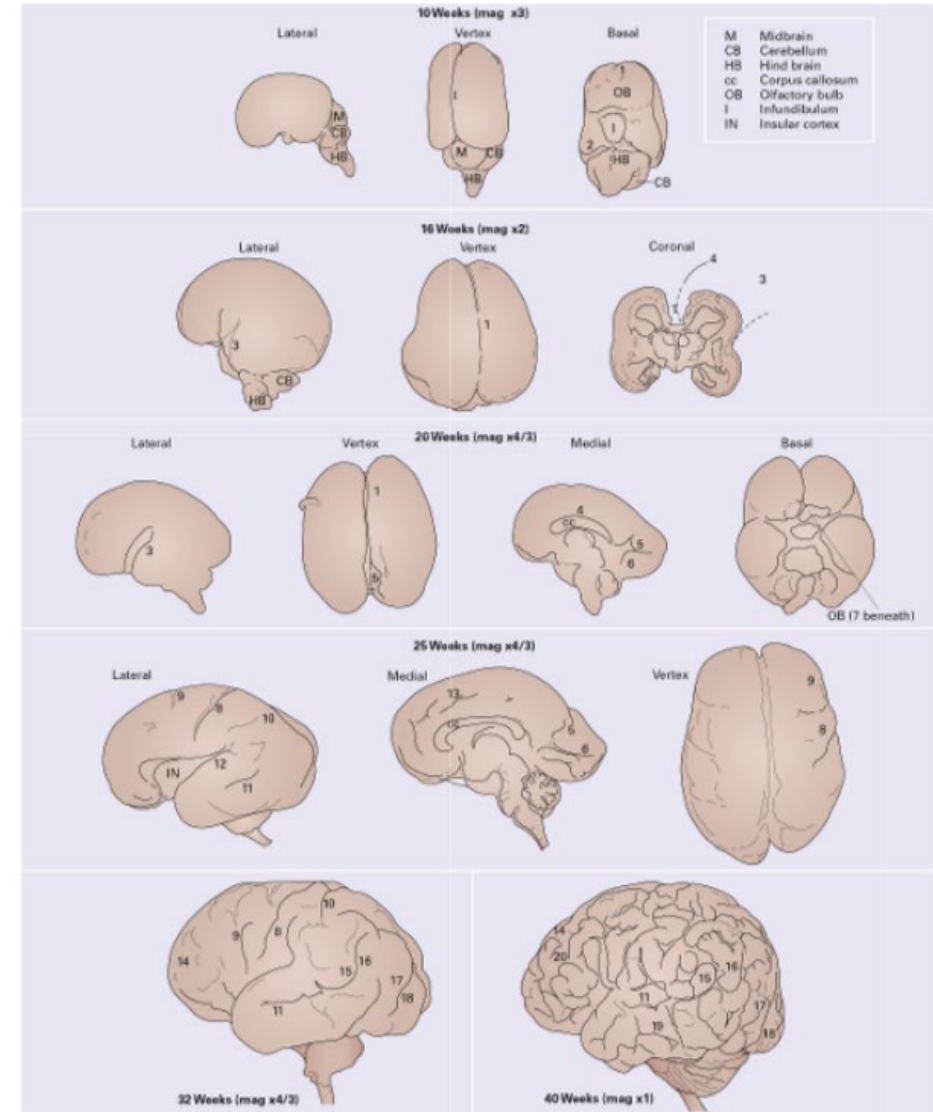 10 Weeks (mag x3)
Lateral
Vertex
Basal
M Midbrain
CB Cerebellum
HB Hind brain
cc Corpus callosum
OB Olfactory bulb
I Infundibulum
IN Insular cortex
M
CB
HB
1
M
CB
HB
1
OB
I
2
HB
CB
16 Weeks (mag x2)
Lateral
Vertex
Coronal
3
CB
HB
1
4
3
20 Weeks (mag x4/3)
Lateral
Vertex
Medial
Basal
3
1
5
4
cc
5
6
OB (7 beneath)
25 Weeks (mag x4/3)
Lateral
Medial
Vertex
9
8
10
IN
12
11
13
cc
5
6
9
8
10
9
8
14
15
16
17
18
11
32 Weeks (mag x4/3)
14
20
15
16
11
17
19
18
40 Weeks (mag x1)